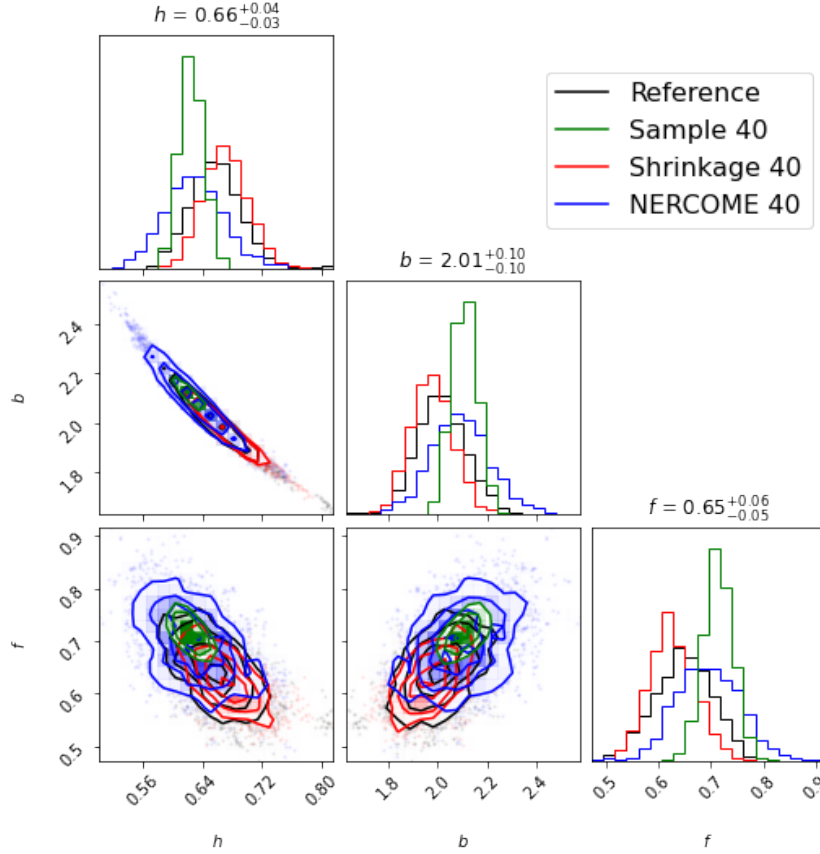 h = 0.66+0.04−0.03
Reference
Sample 40
Shrinkage 40
NERCOME 40
b = 2.01+0.10−0.10
2.4
2.2
2.0
1.8
b
f = 0.65+0.06−0.05
0.9
0.8
0.7
0.6
0.5
f
0.56 0.64 0.72 0.80
1.8 2.0 2.2 2.4
0.5 0.6 0.7 0.8 0.9
h b f